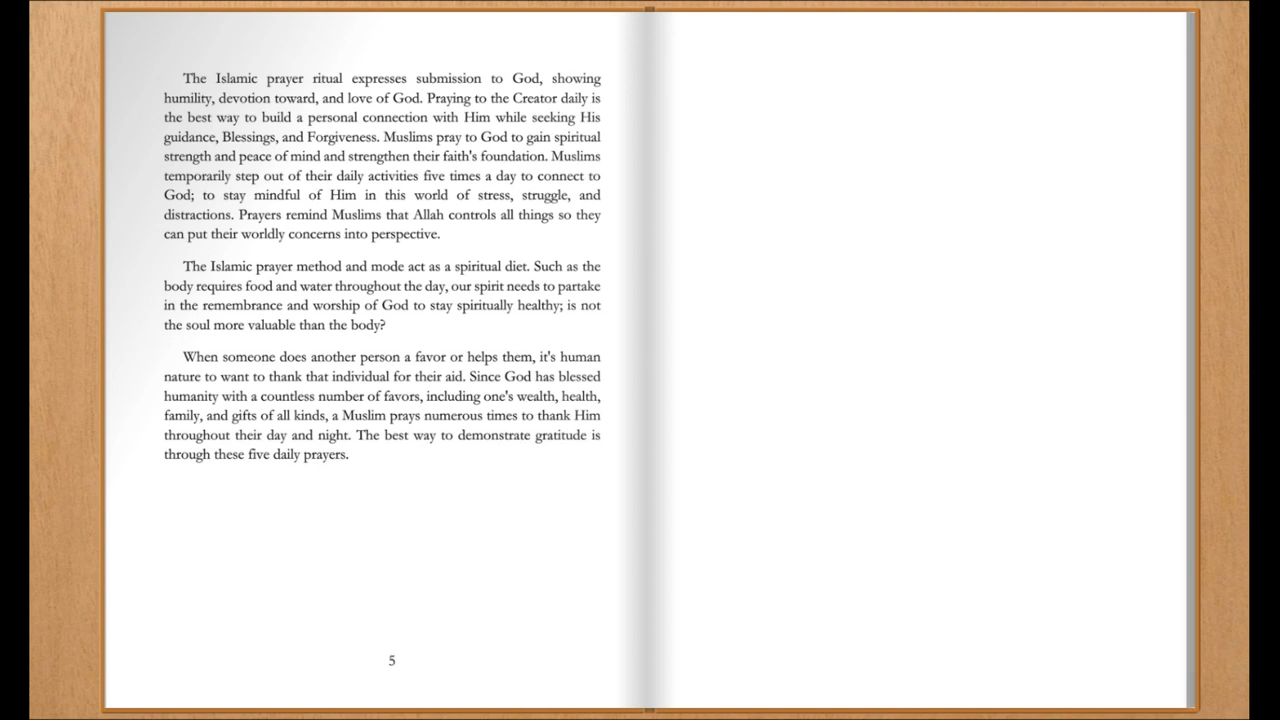 The Islamic prayer ritual expresses submission to God, showing
humility, devotion toward, and love of God. Praying to the Creator daily is
the best way to build a personal connection with Him while seeking His
guidance, Blessings, and Forgiveness. Muslims pray to God to gain spiritual
strength and peace of mind and strengthen their faith's foundation. Muslims
temporarily step out of their daily activities five times a day to connect to
God; to stay mindful of Him in this world of stress, struggle, and
distractions. Prayers remind Muslims that Allah controls all things so they
can put their worldly concerns into perspective.
The Islamic prayer method and mode act as a spiritual diet. Such as the
body requires food and water throughout the day, our spirit needs to partake
in the remembrance and worship of God to stay spiritually healthy; is not
the soul more valuable than the body?
When someone does another person a favor or helps them, it's human
nature to want to thank that individual for their aid. Since God has blessed
humanity with a countless number of favors, including one's wealth, health,
family, and gifts of all kinds, a Muslim prays numerous times to thank Him
throughout their day and night. The best way to demonstrate gratitude is
through these five daily prayers.
5